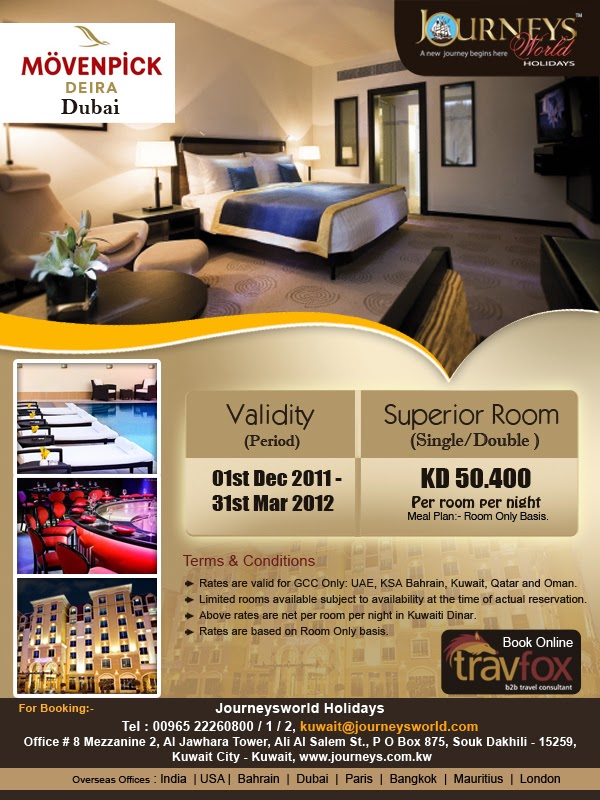 MÖVENPİCK
DEIRA
Dubai
JOURNEYS™
A new journey begins here World
HOLIDAYS
Validity
(Period)
Superior Room
(Single/Double )
01st Dec 2011 -
31st Mar 2012
KD 50.400
Per room per night
Meal Plan:- Room Only Basis.
Terms & Conditions
Rates are valid for GCC Only: UAE, KSA Bahrain, Kuwait, Qatar and Oman.
Limited rooms available subject to availability at the time of actual reservation.
Above rates are net per room per night in Kuwaiti Dinar.
Rates are based on Room Only basis.
Book Online
travfox
b2b travel consultant
For Booking:-
Journeysworld Holidays
Tel : 00965 22260800 / 1 / 2, kuwait@journeysworld.com
Office # 8 Mezzanine 2, Al Jawhara Tower, Ali Al Salem St., P O Box 875, Souk Dakhili - 15259,
Kuwait City - Kuwait, www.journeys.com.kw
Overseas Offices : India | USA | Bahrain | Dubai | Paris | Bangkok | Mauritius | London